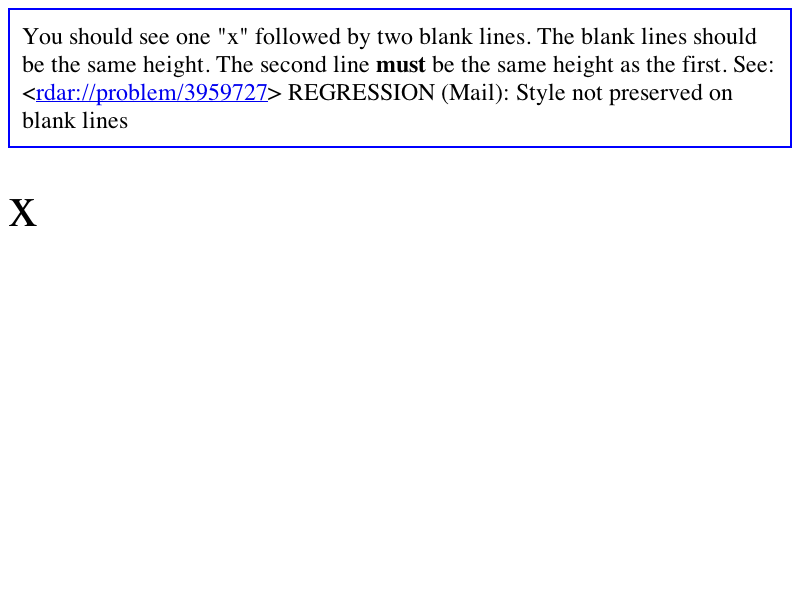 You should see one "x" followed by two blank lines. The blank lines should
be the same height. The second line must be the same height as the first. See:
<rdar://problem/3959727> REGRESSION (Mail): Style not preserved on
blank lines
x